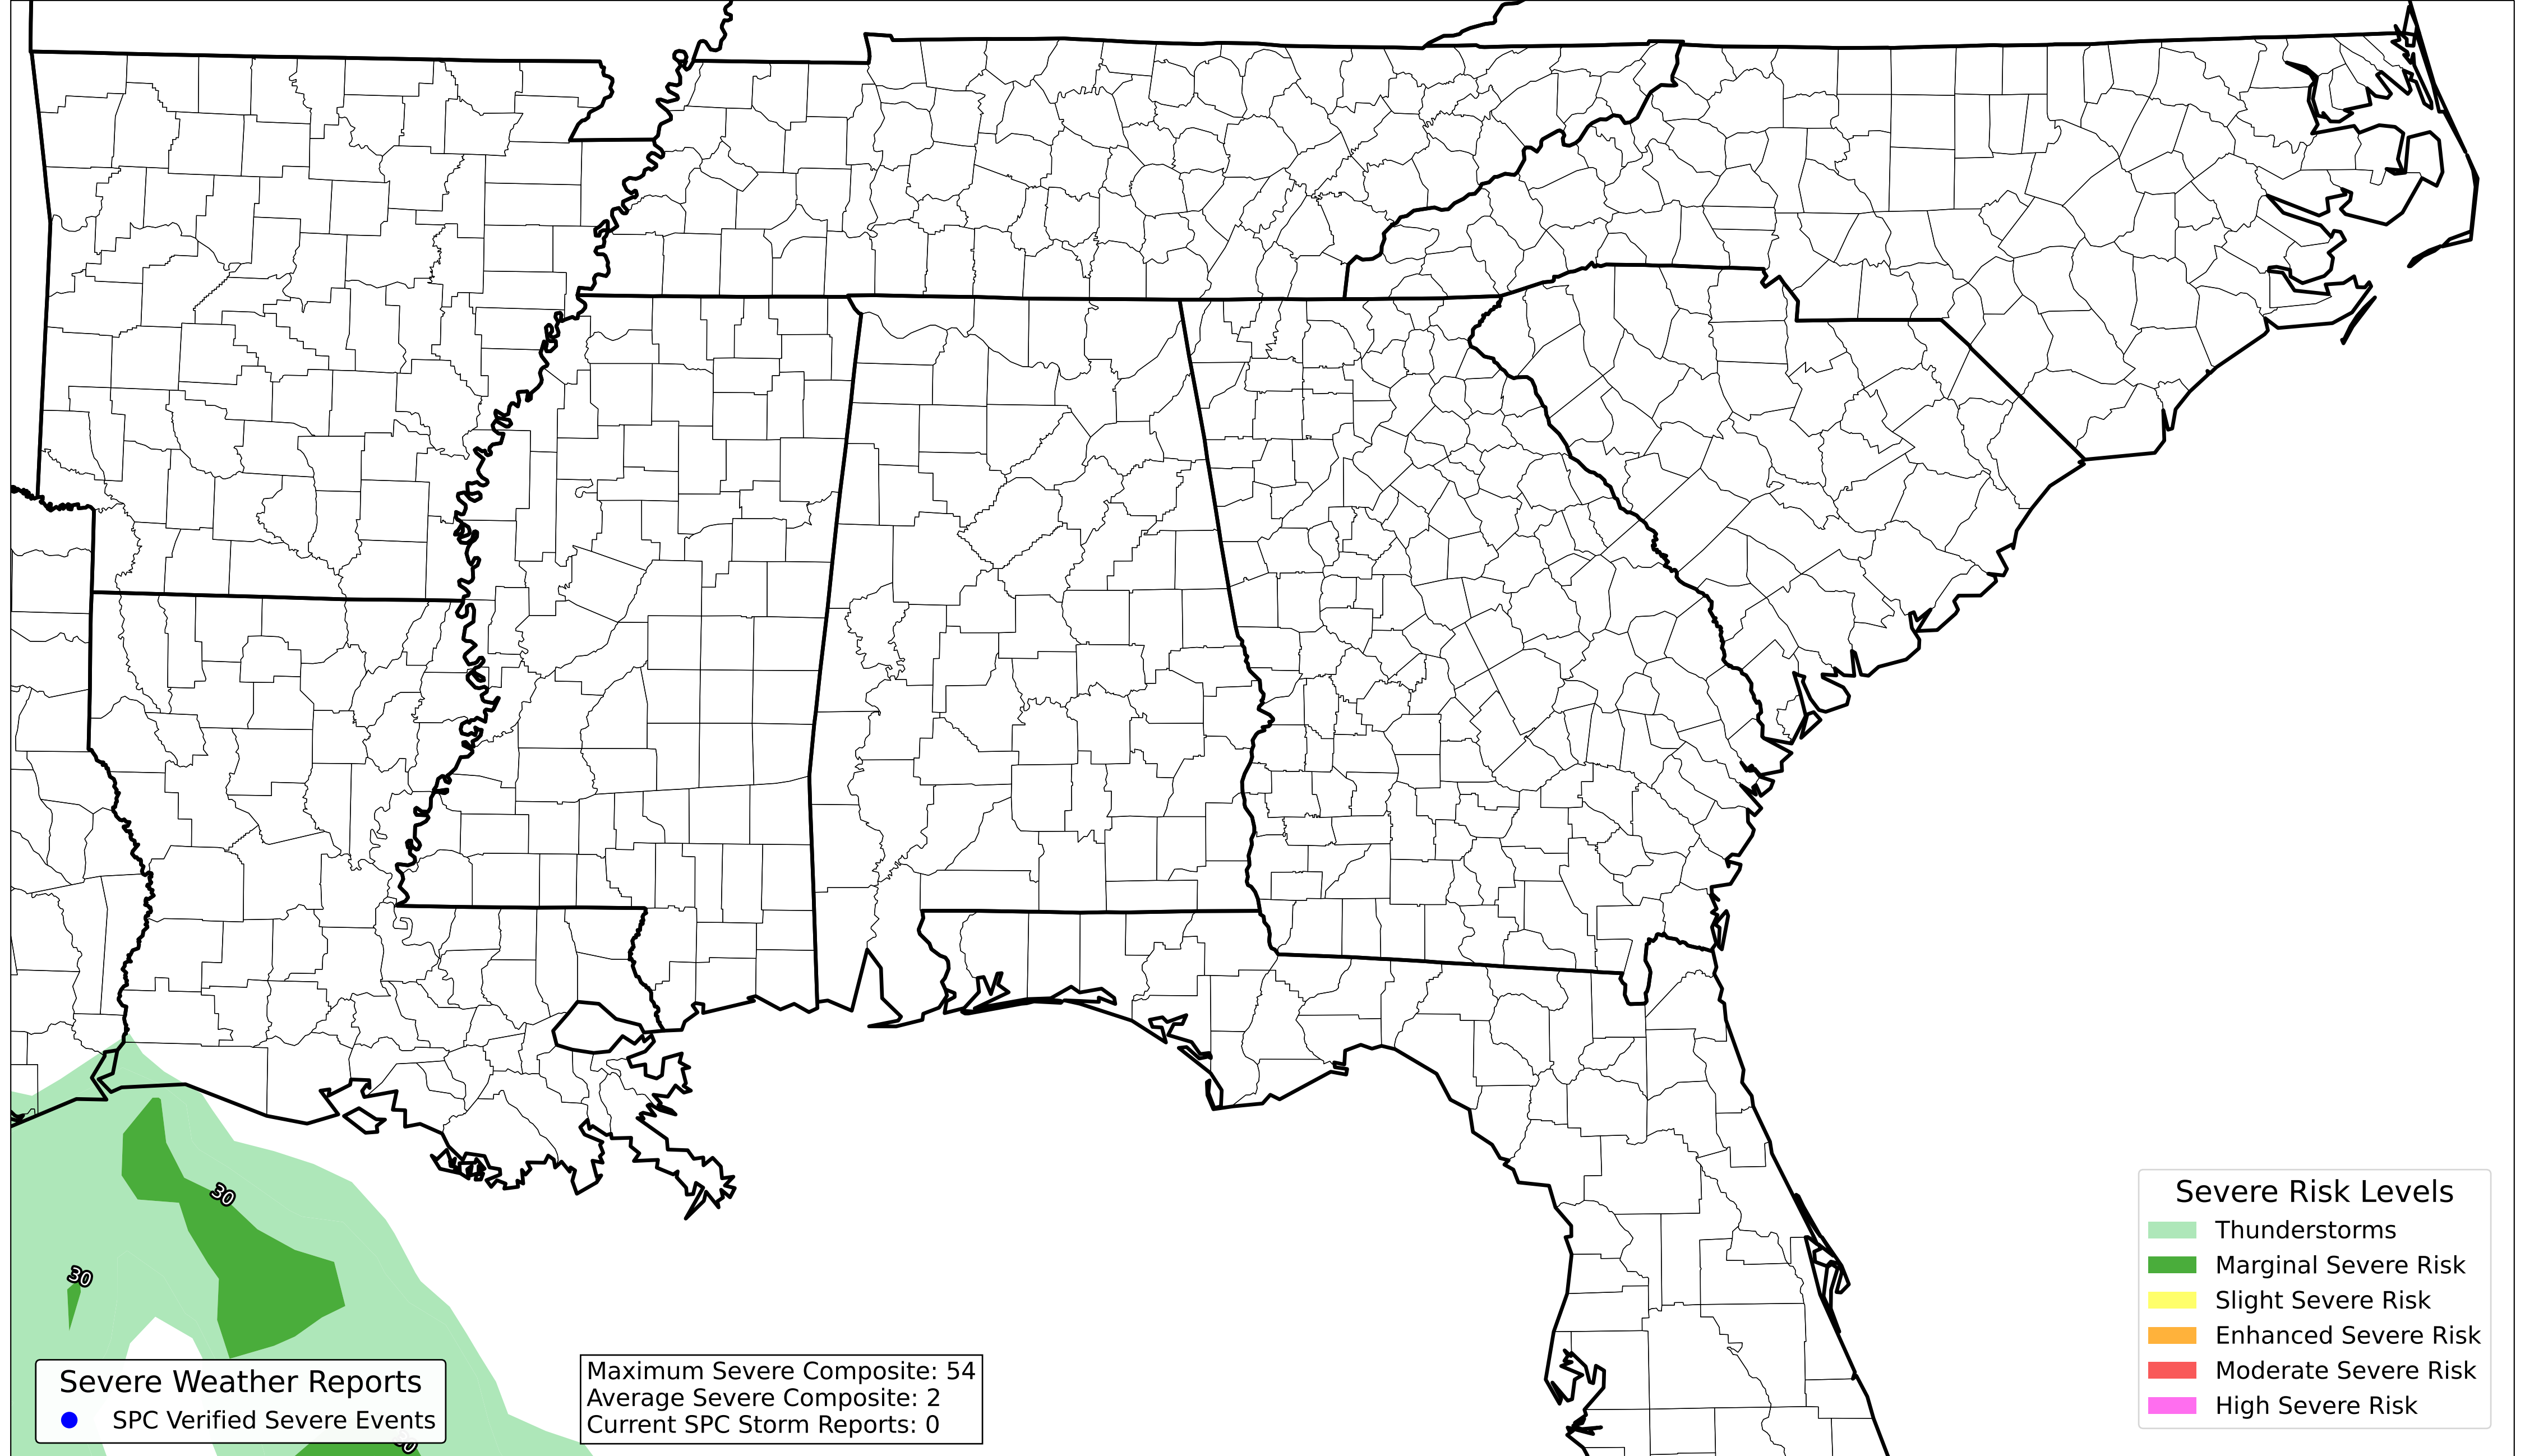 30
30
Severe Weather Reports
SPC Verified Severe Events
Maximum Severe Composite: 54
Average Severe Composite: 2
Current SPC Storm Reports: 0
Severe Risk Levels
Thunderstorms
Marginal Severe Risk
Slight Severe Risk
Enhanced Severe Risk
Moderate Severe Risk
High Severe Risk